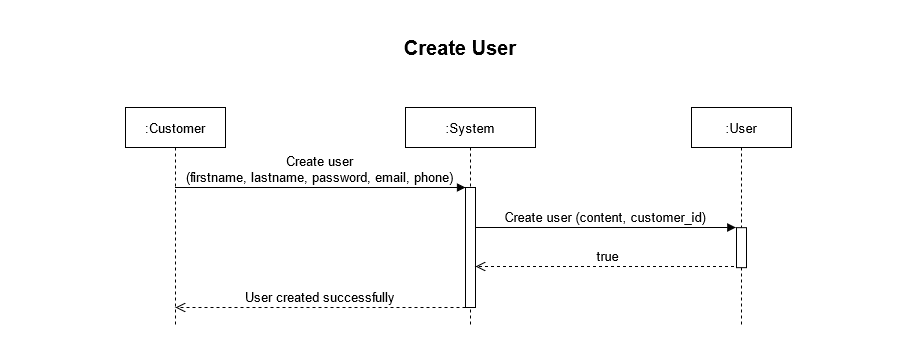 Create User
:Customer
:System
:User
Create user
(firstname, lastname, password, email, phone)
Create user (content, customer_id)
true
User created successfully